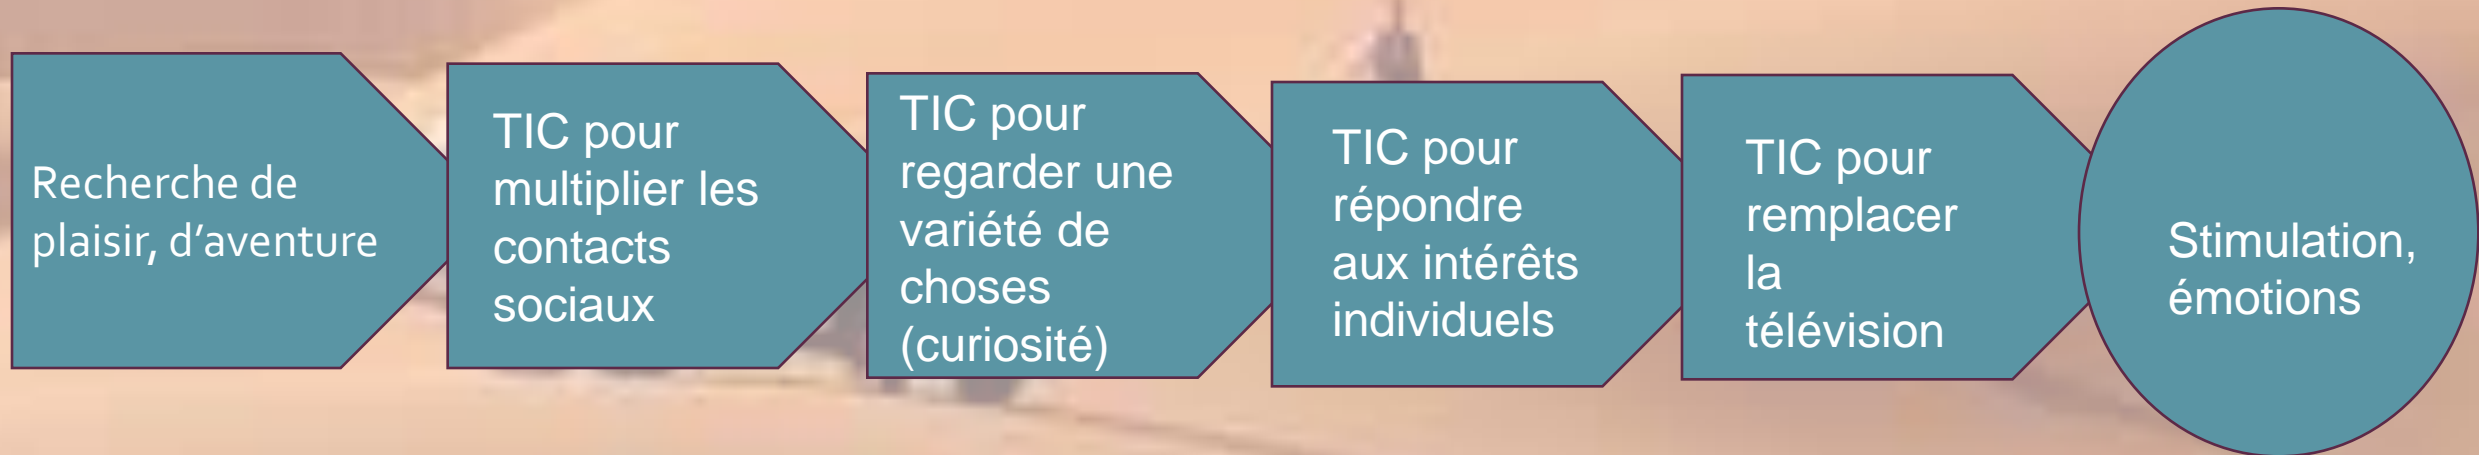 Recherche de
plaisir, d’aventure
TIC pour
multiplier les
contacts
sociaux
TIC pour
regarder une
variété de
choses
(curiosité)
TIC pour
répondre
aux intérêts
individuels
TIC pour
remplacer
la
télévision
Stimulation,
émotions